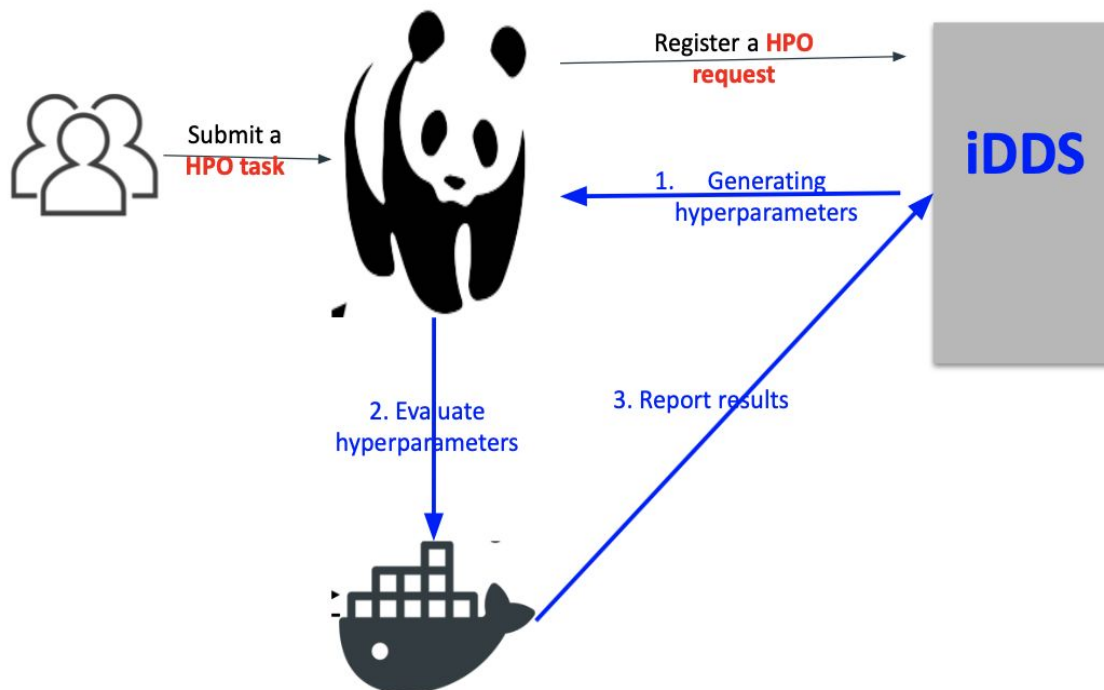 Register a HPO
request
Submit a
HPO task
iDDS
1. Generating
hyperparameters
2. Evaluate
hyperparameters
3. Report results